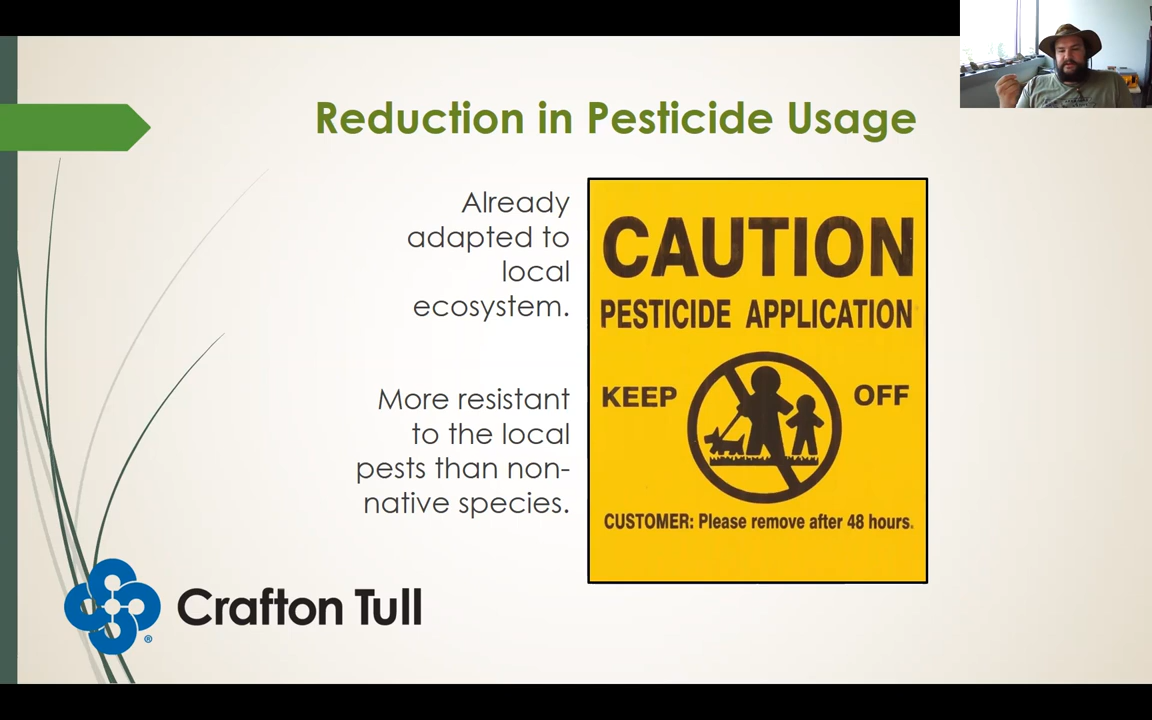 Reduction in Pesticide Usage
Already
adapted to
local
ecosystem.
More resistant
to the local
pests than non-
native species.
CAUTION
PESTICIDE APPLICATION
KEEP OFF
CUSTOMER: Please remove after 48 hours.
Crafton Tull
®